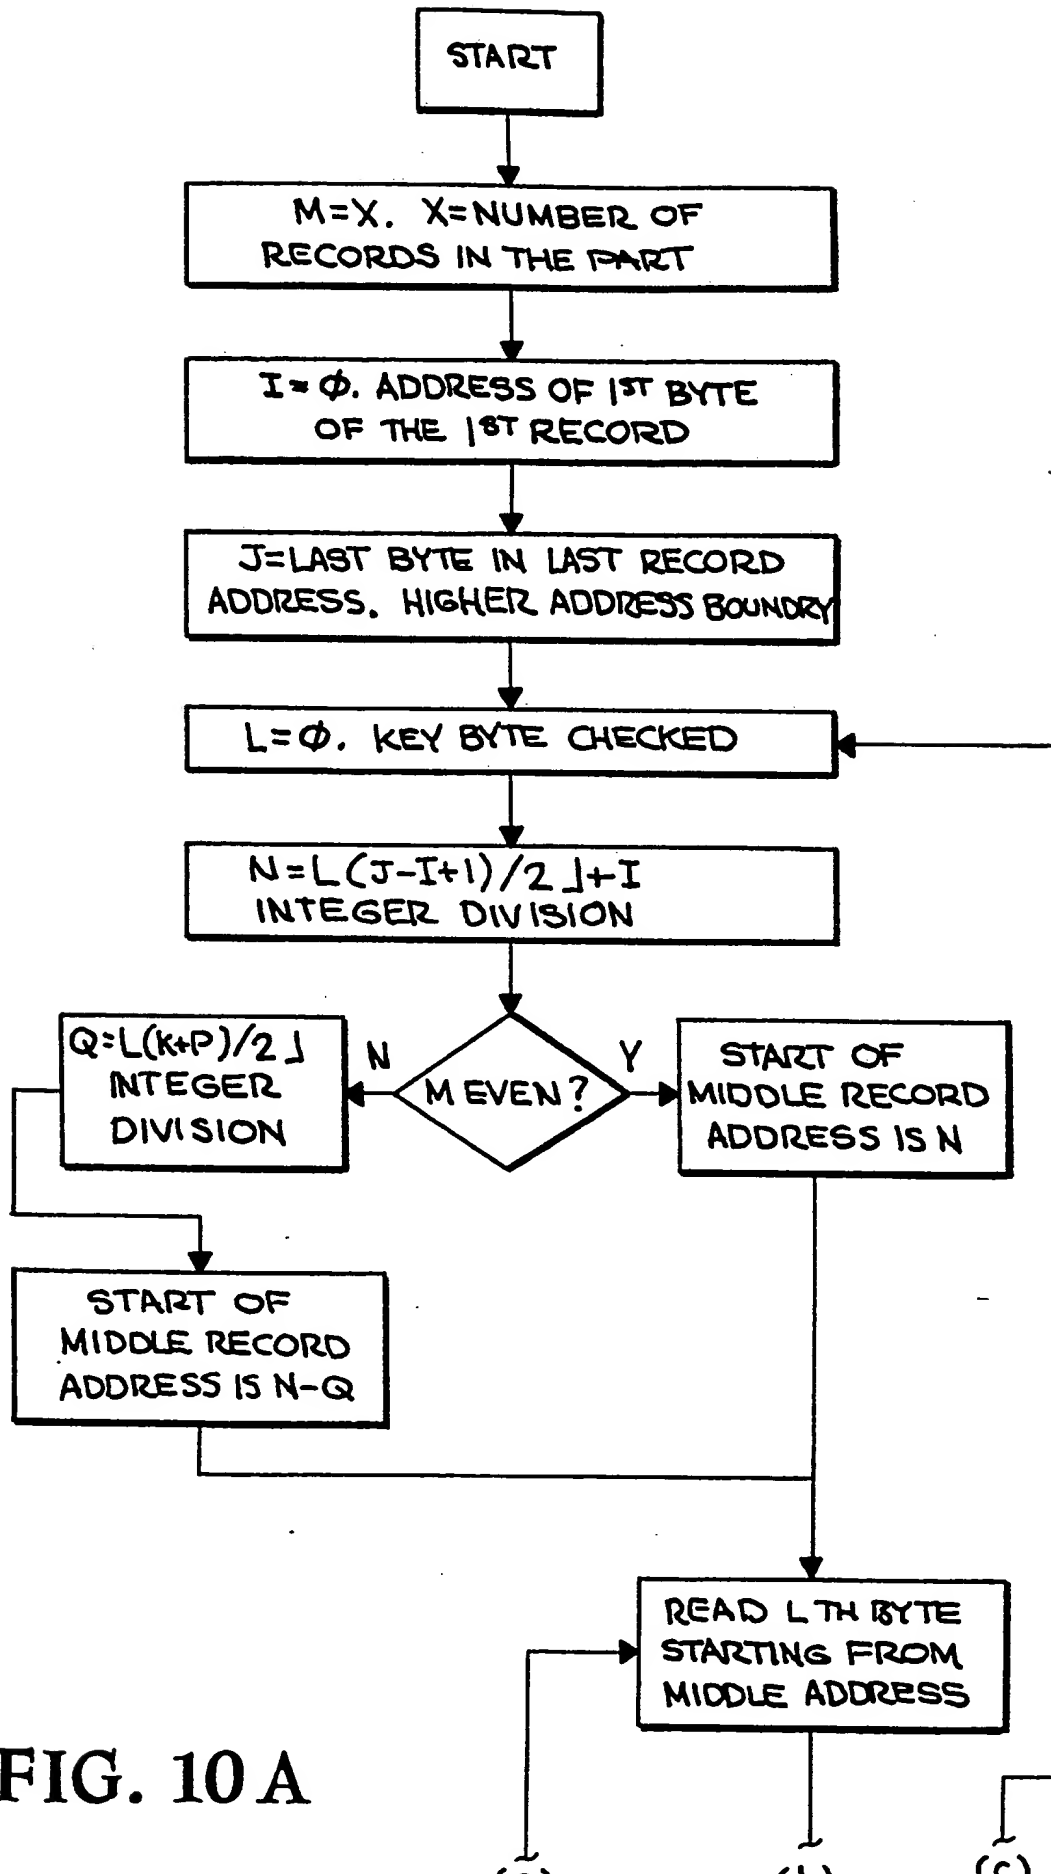 START
M=X. X=NUMBER OF
RECORDS IN THE PART
I=Ø. ADDRESS OF 1ST BYTE
OF THE 1ST RECORD
J=LAST BYTE IN LAST RECORD
ADDRESS. HIGHER ADDRESS BOUNDRY
L=Ø. KEY BYTE CHECKED
N=⌊(J-I+1)/2⌋+I
INTEGER DIVISION
Q=⌊(K+P)/2⌋
INTEGER
DIVISION
N
M EVEN?
Y
START OF
MIDDLE RECORD
ADDRESS IS N
START OF
MIDDLE RECORD
ADDRESS IS N-Q
READ L TH BYTE
STARTING FROM
MIDDLE ADDRESS
FIG. 10A